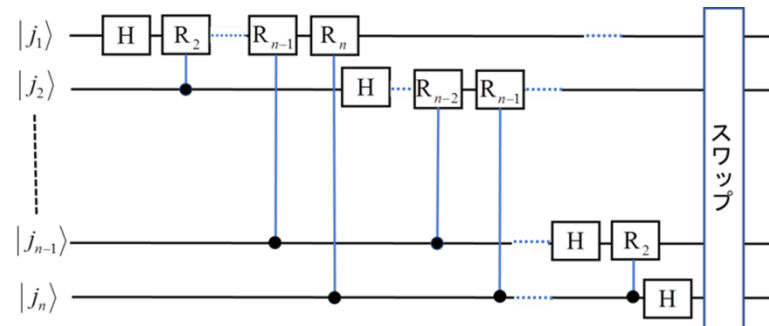 |j₁⟩ H R₂ Rₙ₋₁ Rₙ
|j₂⟩ H Rₙ₋₂ Rₙ₋₁
|jₙ₋₁⟩ H R₂
|jₙ⟩ H
スワップ